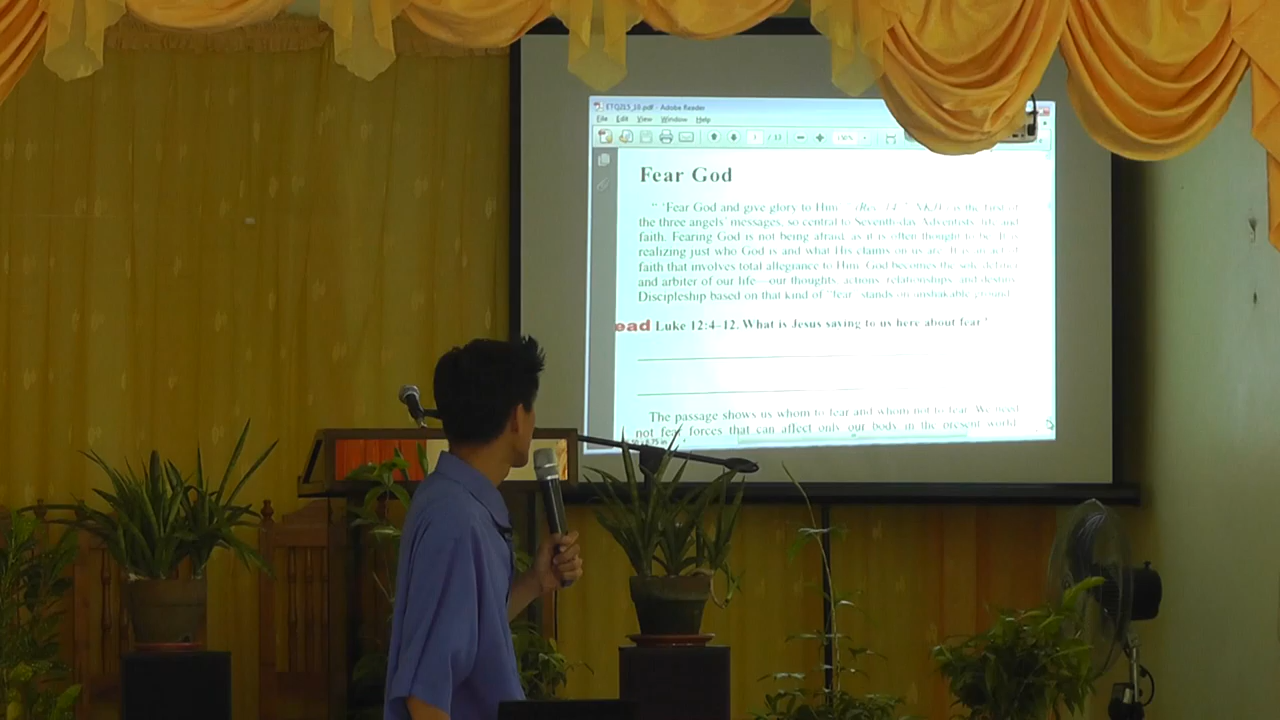 ETQ215_10.pdf - Adobe Reader
File Edit View Window Help
/ 13
Fear God
" 'Fear God and give glory to Him (Rev. 14:7, NKJV) is the first of
the three angels' messages, so central to Seventh-day Adventists' life and
faith. Fearing God is not being afraid, as it is often thought to be. It is
realizing just who God is and what His claims on us are. It is an act of
faith that involves total allegiance to Him. God becomes the sole definer
and arbiter of our life—our thoughts, actions, relationships, and destiny.
Discipleship based on that kind of "fear" stands on unshakable ground.
ead Luke 12:4–12. What is Jesus saying to us here about fear?
The passage shows us whom to fear and whom not to fear. We need
not fear forces that can affect only our body in the present world.